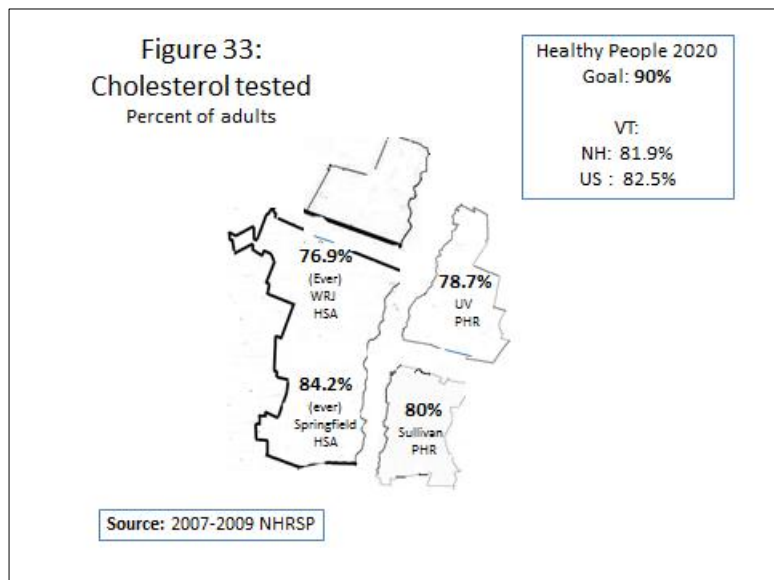 Figure 33:
Cholesterol tested
Percent of adults
Healthy People 2020
Goal: 90%
VT:
NH: 81.9%
US : 82.5%
76.9%
(Ever)
WRJ
HSA
78.7%
UV
PHR
84.2%
(ever)
Springfield
HSA
80%
Sullivan
PHR
Source: 2007-2009 NHRSP